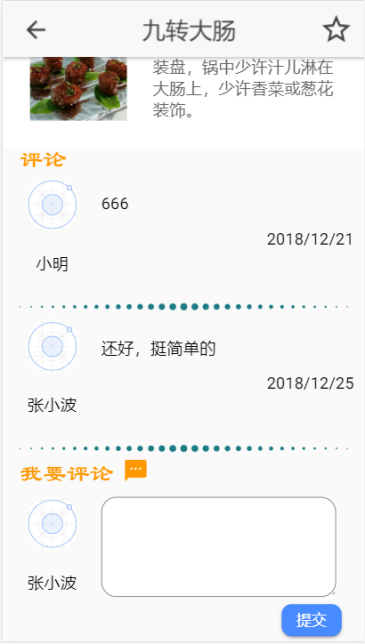 九转大肠
装盘，锅中少许汁儿淋在
大肠上，少许香菜或葱花
装饰。
评论
666
2018/12/21
小明
还好，挺简单的
2018/12/25
张小波
我要评论
张小波
提交